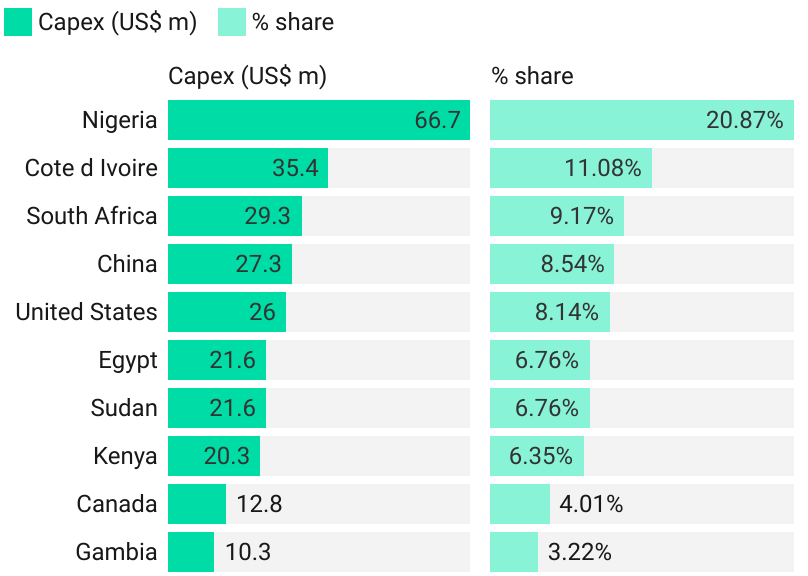 Capex (US$ m) % share
Capex (US$ m) % share
Nigeria 66.7 20.87%
Cote d Ivoire 35.4 11.08%
South Africa 29.3 9.17%
China 27.3 8.54%
United States 26 8.14%
Egypt 21.6 6.76%
Sudan 21.6 6.76%
Kenya 20.3 6.35%
Canada 12.8 4.01%
Gambia 10.3 3.22%